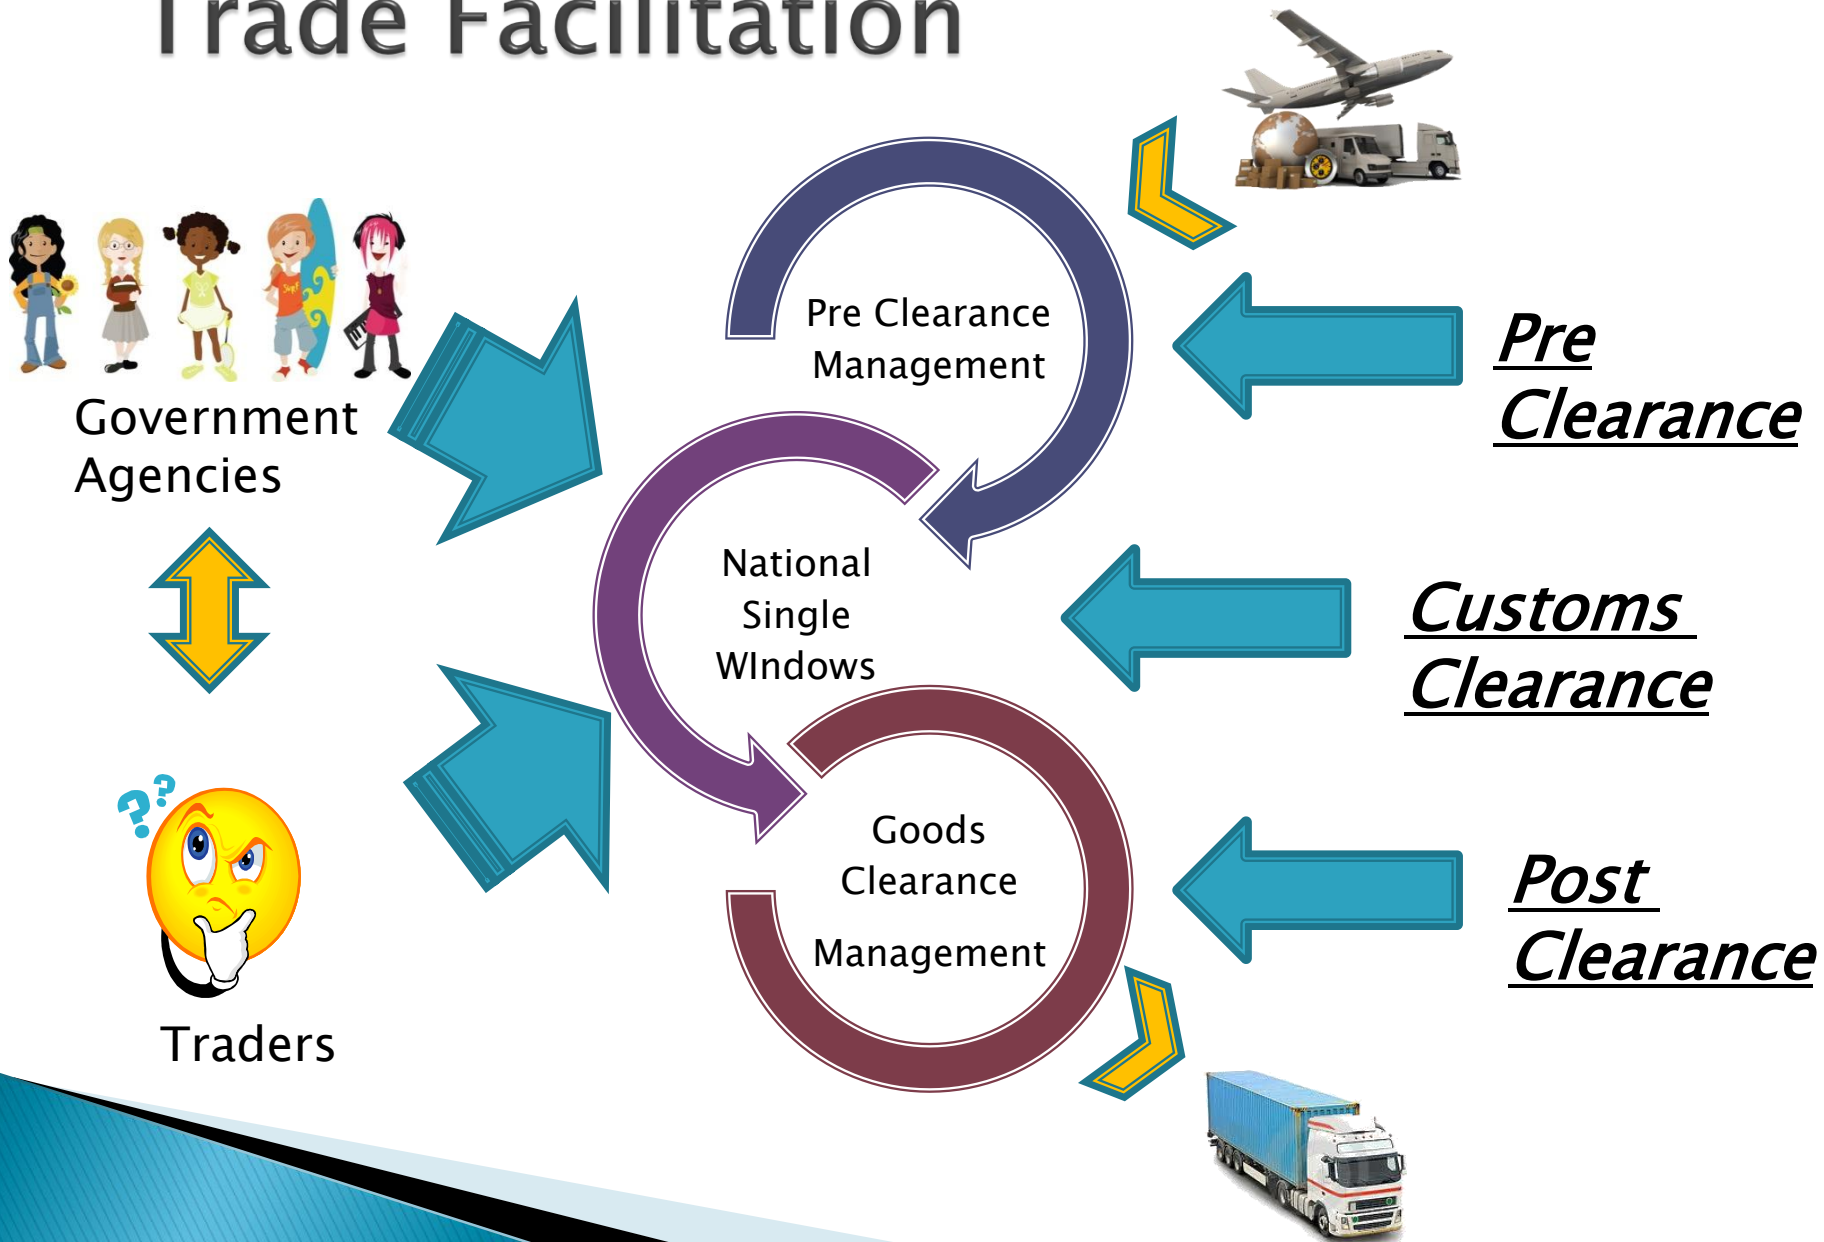 Trade Facilitation
Pre Clearance
Management
Pre
Clearance
Government
Agencies
National
Single
WIndows
Customs
Clearance
Goods
Clearance
Management
Post
Clearance
Traders
??
SURF